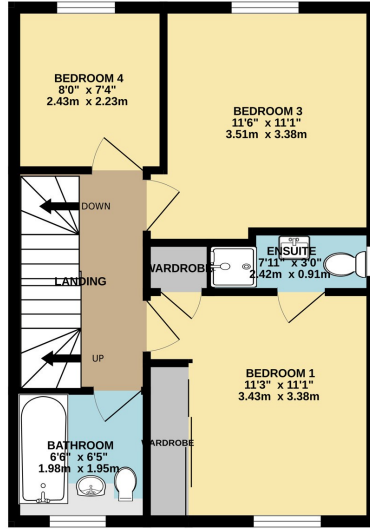 BEDROOM 4
8'0" x 7'4"
2.43m x 2.23m
BEDROOM 3
11'6" x 11'1"
3.51m x 3.38m
DOWN
ENSUITE
7'11" x 3'0"
2.42m x 0.91m
WARDROBE
LANDING
UP
BEDROOM 1
11'3" x 11'1"
3.43m x 3.38m
BATHROOM
6'6" x 6'5"
1.98m x 1.95m
WARDROBE